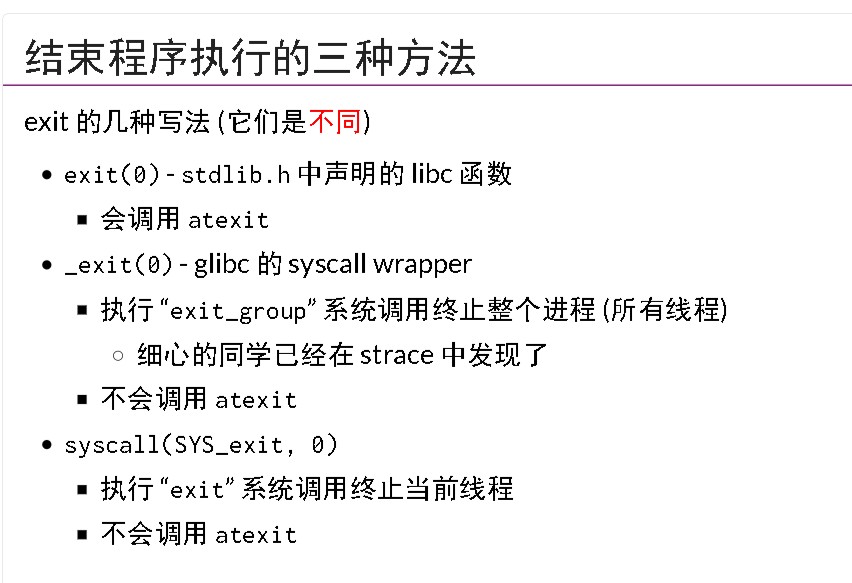 结束程序执行的三种方法
exit 的几种写法 (它们是不同)
exit(0) - stdlib.h 中声明的 libc 函数
会调用 atexit
_exit(0) - glibc 的 syscall wrapper
执行 “exit_group” 系统调用终止整个进程 (所有线程)
细心的同学已经在 strace 中发现了
不会调用 atexit
syscall(SYS_exit, 0)
执行 “exit” 系统调用终止当前线程
不会调用 atexit